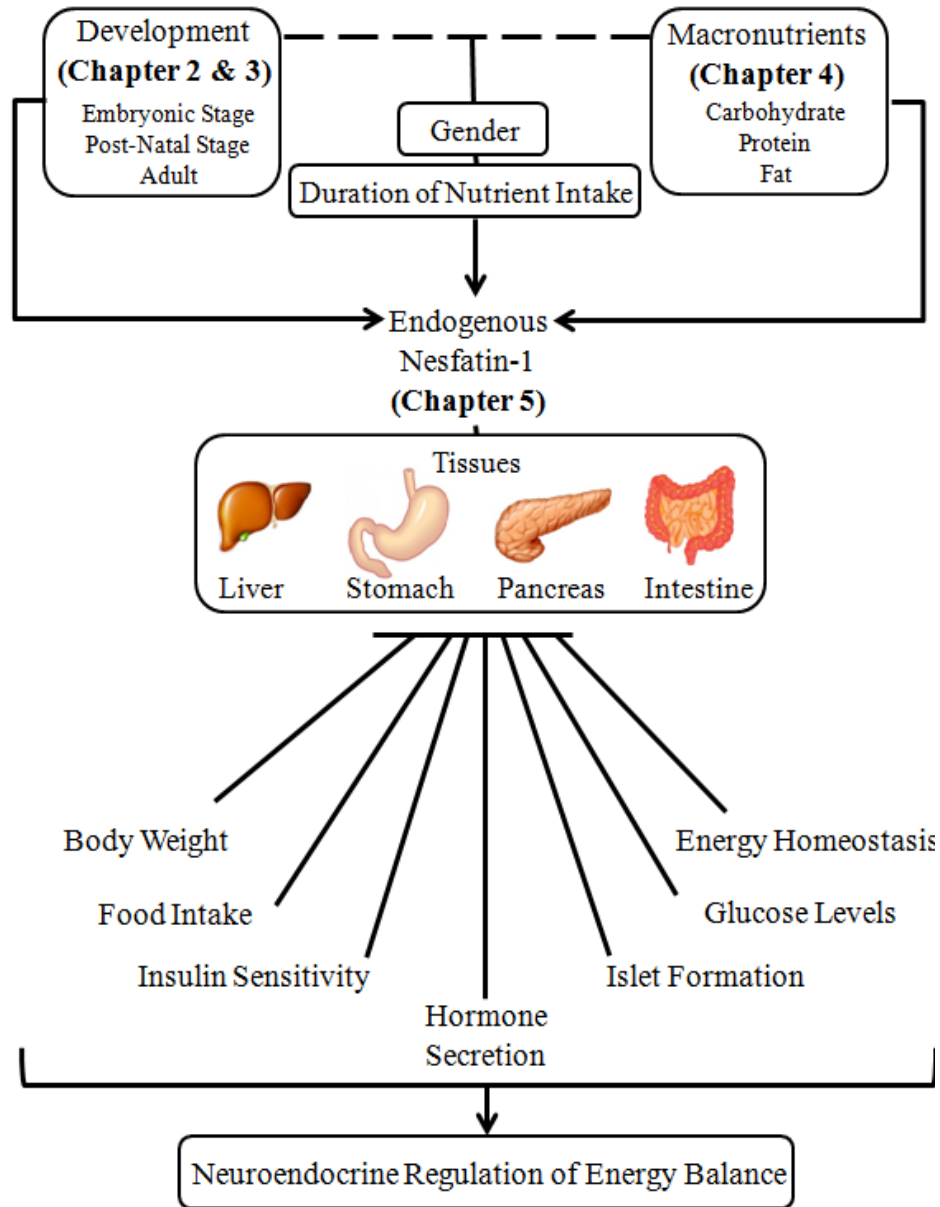 Development
(Chapter 2 & 3)
Embryonic Stage
Post-Natal Stage
Adult
Macronutrients
(Chapter 4)
Carbohydrate
Protein
Fat
Gender
Duration of Nutrient Intake
Endogenous
Nesfatin-1
(Chapter 5)
Tissues
Liver
Stomach
Pancreas
Intestine
Body Weight
Food Intake
Insulin Sensitivity
Hormone
Secretion
Islet Formation
Glucose Levels
Energy Homeostasis
Neuroendocrine Regulation of Energy Balance